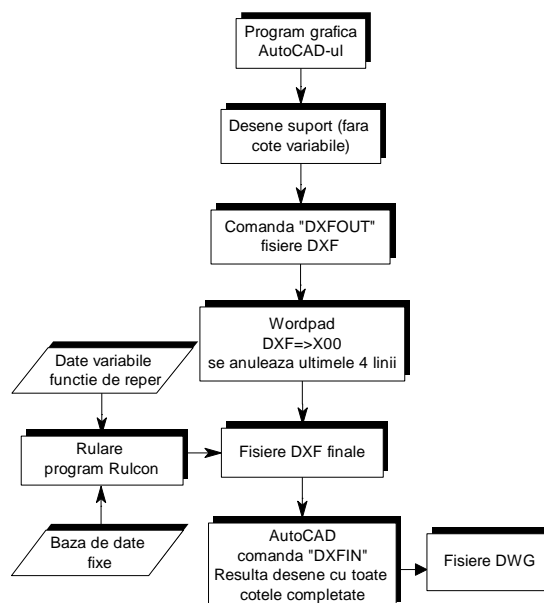 Program grafica
AutoCAD-ul
Desene suport (fara
cote variabile)
Comanda "DXFOUT"
fisiere DXF
Wordpad
DXF=>X00
se anuleaza ultimele 4 linii
Date variabile
functie de reper
Rulare
program Rulcon
Fisiere DXF finale
Baza de date
fixe
AutoCAD
comanda "DXFIN"
Resulta desene cu toate
cotele completate
Fisiere DWG